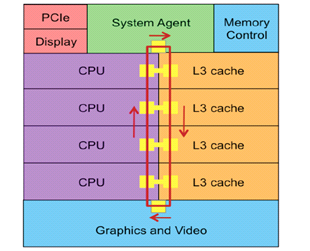 PCIe
Display
System Agent
Memory
Control
CPU
L3 cache
CPU
L3 cache
CPU
L3 cache
CPU
L3 cache
Graphics and Video